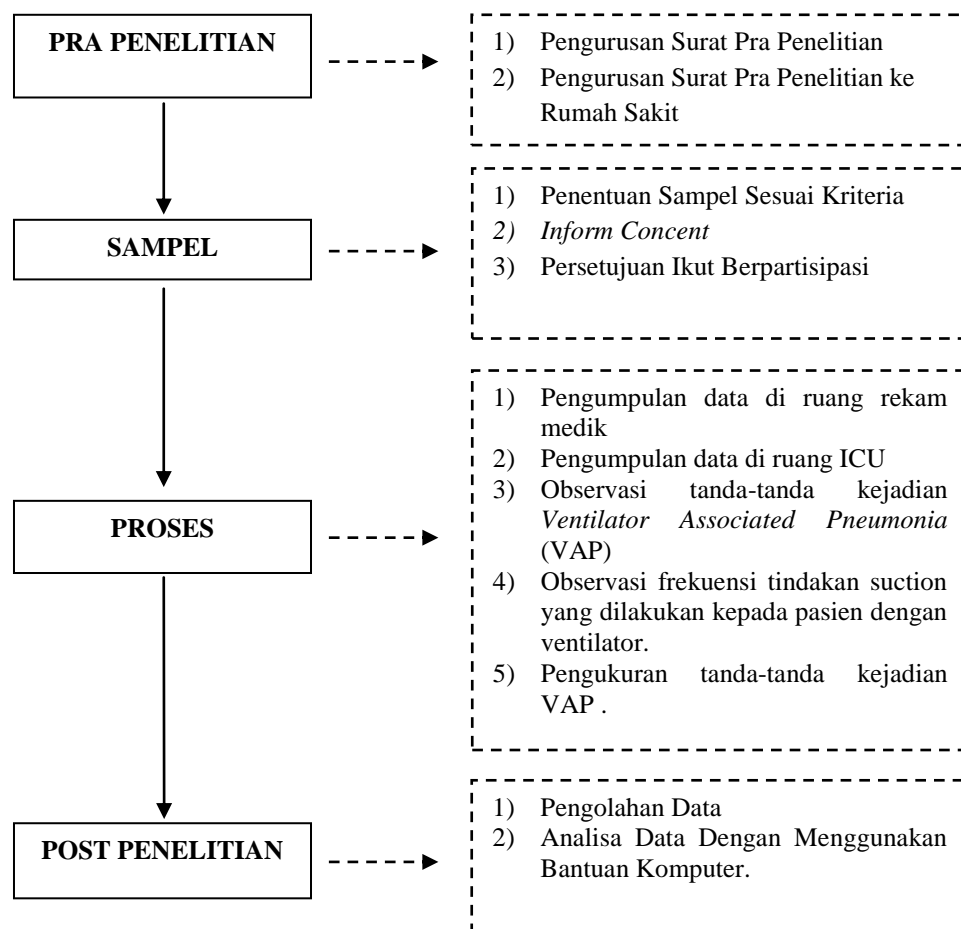 PRA PENELITIAN
1) Pengurusan Surat Pra Penelitian
2) Pengurusan Surat Pra Penelitian ke
Rumah Sakit
SAMPEL
1) Penentuan Sampel Sesuai Kriteria
2) Inform Concent
3) Persetujuan Ikut Berpartisipasi
PROSES
1) Pengumpulan data di ruang rekam
medik
2) Pengumpulan data di ruang ICU
3) Observasi tanda-tanda kejadian
Ventilator Associated Pneumonia
(VAP)
4) Observasi frekuensi tindakan suction
yang dilakukan kepada pasien dengan
ventilator.
5) Pengukuran tanda-tanda kejadian
VAP .
POST PENELITIAN
1) Pengolahan Data
2) Analisa Data Dengan Menggunakan
Bantuan Komputer.